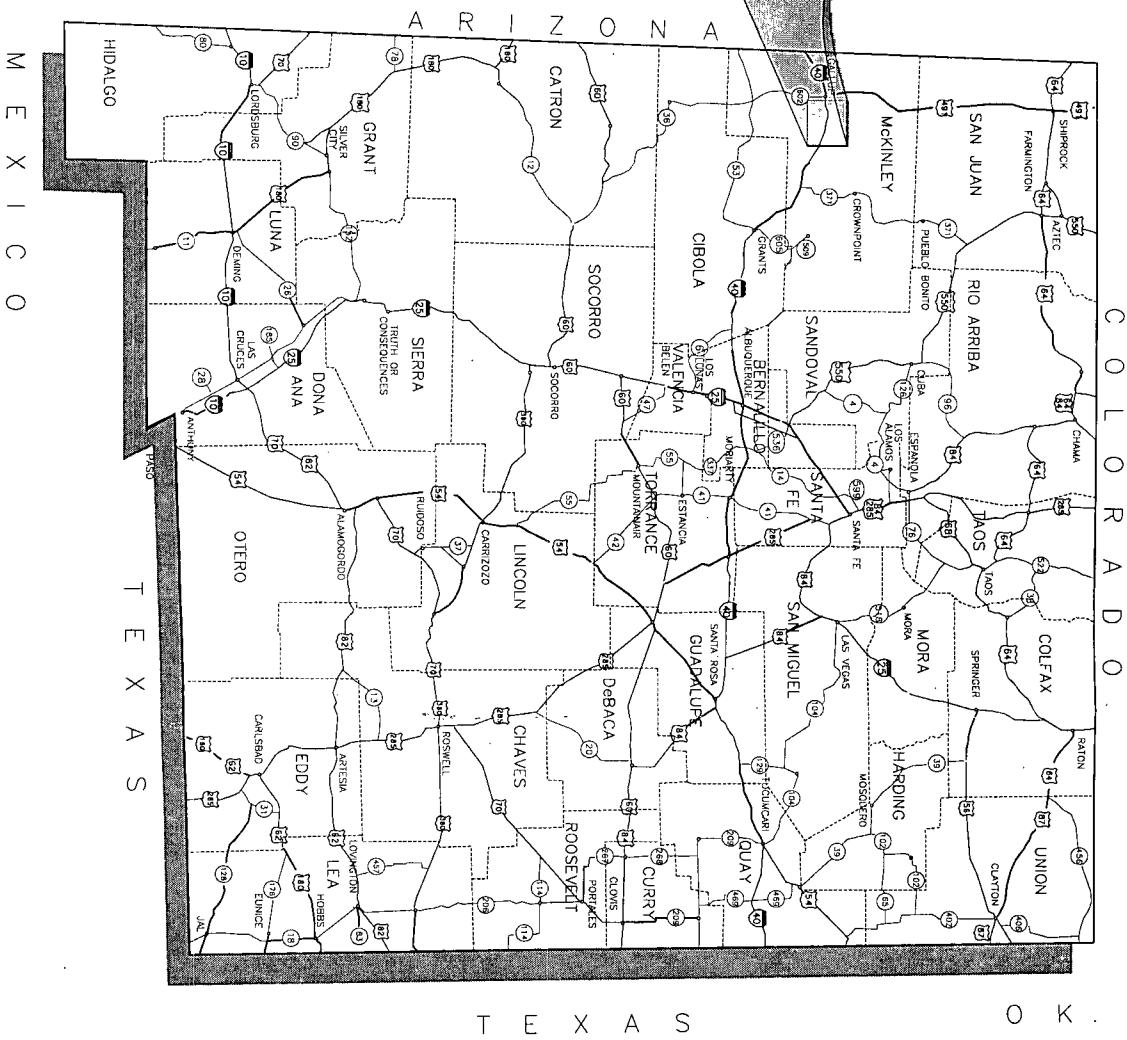 COLORADO
ARIZONA
MEXICO
TEXAS
TEXAS
OK.
SAN JUAN
RIO ARRIBA
TAOS
COLFAX
UNION
McKINLEY
SANDOVAL
LOS ALAMOS
SANTA FE
MORA
HARDING
SAN MIGUEL
CIBOLA
BERNALILLO
VALENCIA
TORRANCE
GUADALUPE
QUAY
CATRON
SOCORRO
LINCOLN
DeBACA
CURRY
ROOSEVELT
CHAVES
GRANT
SIERRA
OTERO
EDDY
LEA
HIDALGO
LUNA
DONA ANA
SHIPROCK
FARMINGTON
AZTEC
CHAMA
RATON
PUEBLO BONITO
CROWNPOINT
CUBA
ESPANOLA
TAOS
SPRINGER
CLAYTON
MORA
MOSQUERO
SANTA FE
LAS VEGAS
GRANTS
ALBUQUERQUE
LOS LUNAS
BELEN
MORIARTY
ESTANCIA
MOUNTAINAIR
SANTA ROSA
TUCUMCARI
CLOVIS
PORTALES
SOCORRO
CARRIZOZO
RUIDOSO
ROSWELL
TRUTH OR CONSEQUENCES
SILVER CITY
LORDSBURG
DEMING
LAS CRUCES
ANTHONY
PASO
ALAMOGORDO
ARTESIA
CARLSBAD
LOVINGTON
HOBBS
EUNICE
JAL